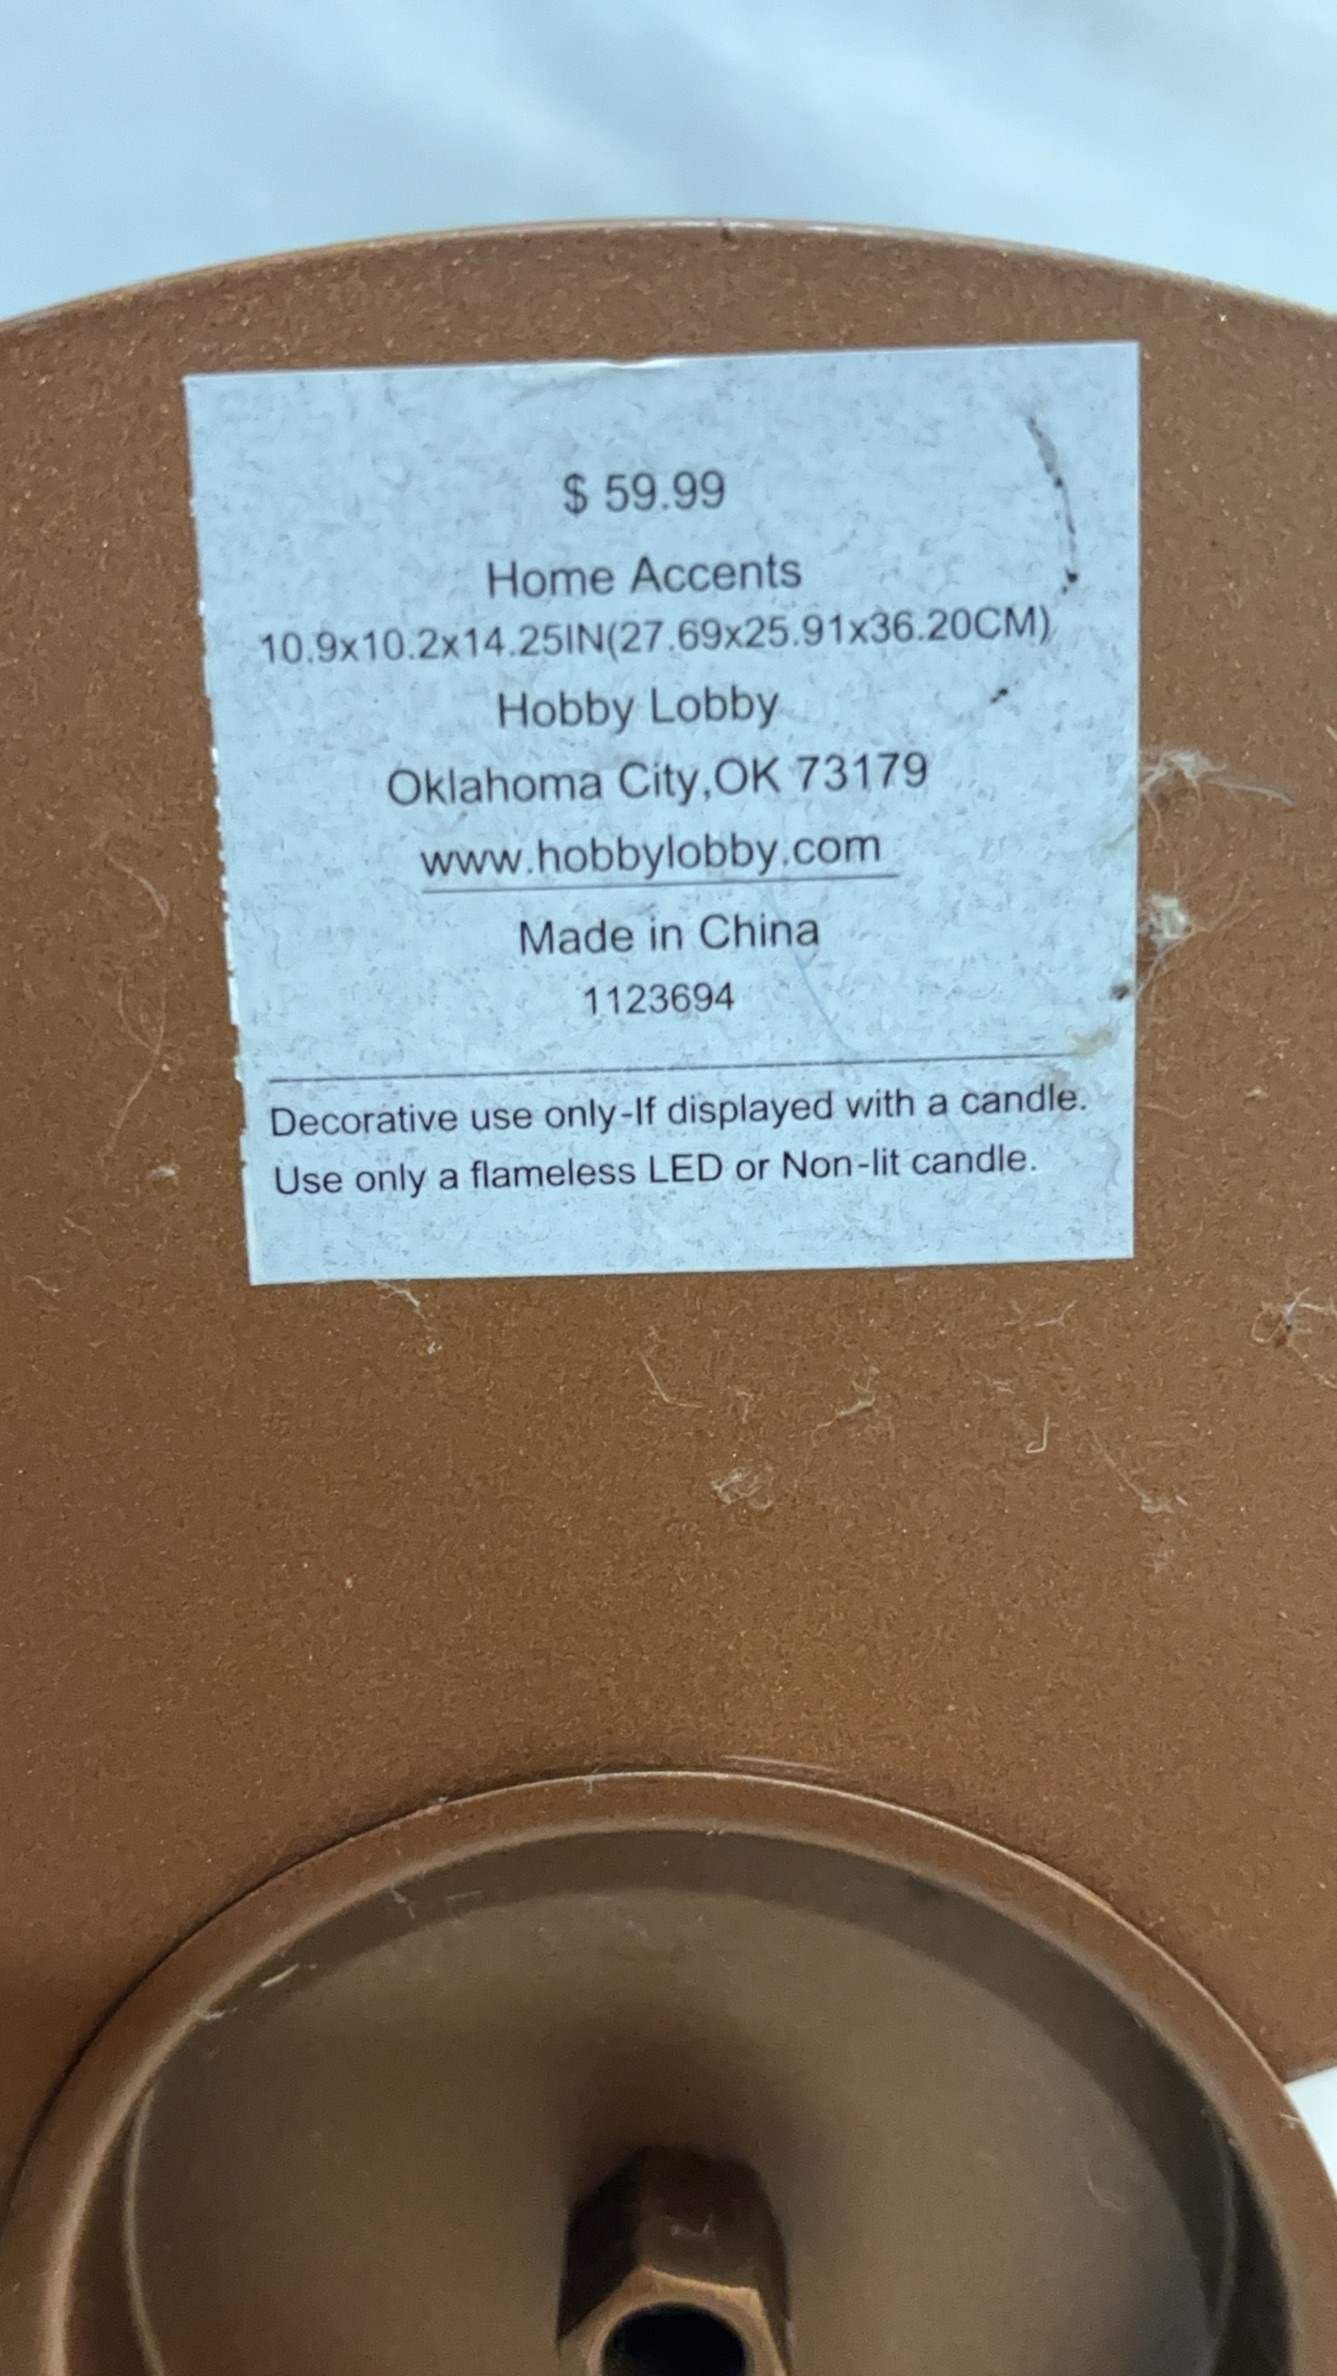 $ 59.99
Home Accents
10.9x10.2x14.25IN(27.69x25.91x36.20CM)
Hobby Lobby
Oklahoma City,OK 73179
www.hobbylobby.com
Made in China
1123694
Decorative use only-If displayed with a candle.
Use only a flameless LED or Non-lit candle.